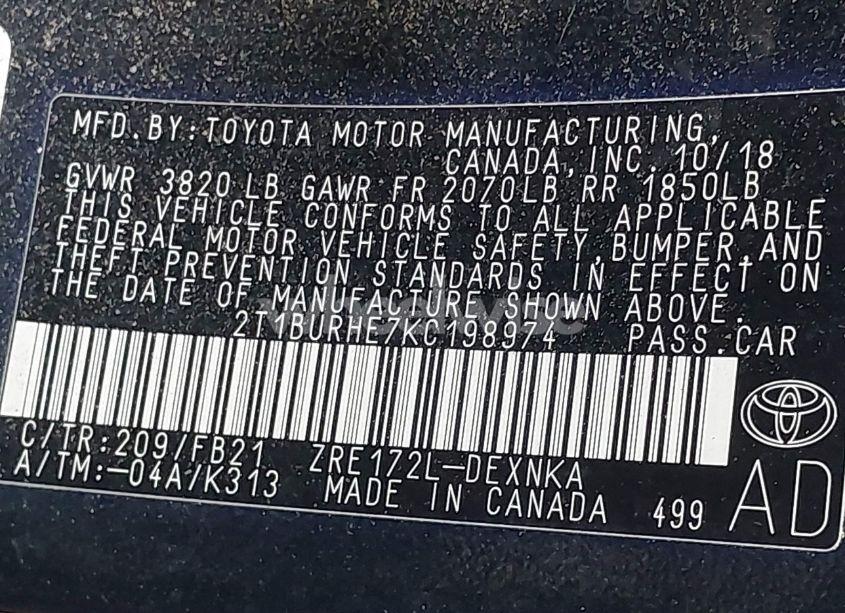 MFD.BY:TOYOTA MOTOR MANUFACTURING,
CANADA, INC. 10/18
GVWR 3820 LB GAWR FR 2070LB RR 1850LB
THIS VEHICLE CONFORMS TO ALL APPLICABLE
FEDERAL MOTOR VEHICLE SAFETY,BUMPER,AND
THEFT PREVENTION STANDARDS IN EFFECT ON
THE DATE OF MANUFACTURE SHOWN ABOVE.
2T1BURHE7KC198974 PASS.CAR
C/TR:209/FB21 ZRE172L-DEXNKA
A/TM:-04A/K313 MADE IN CANADA 499 AD